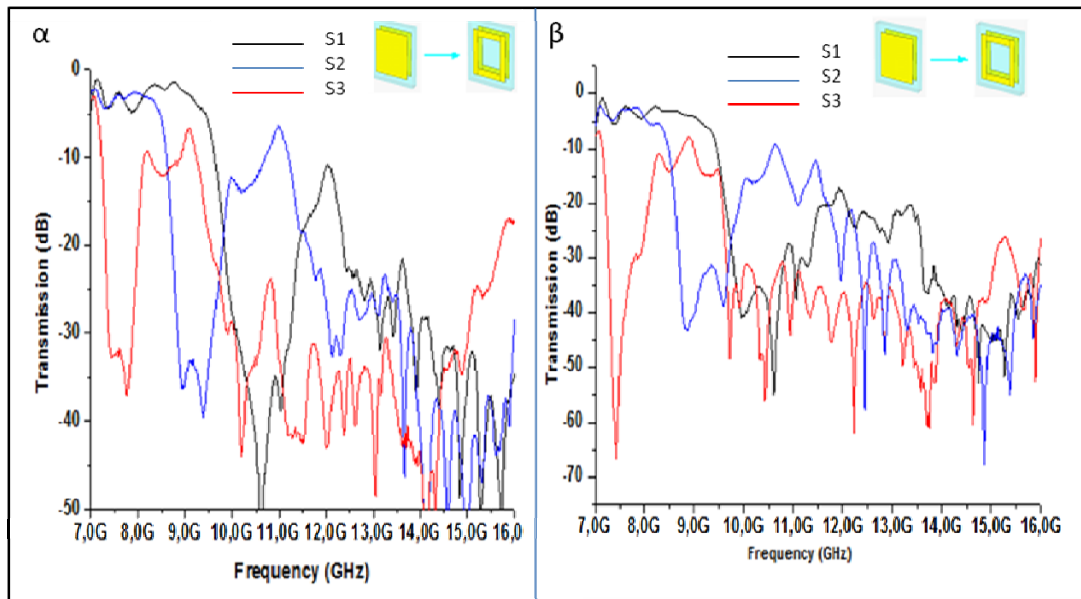 α
S1
S2
S3
0
-10
-20
-30
-40
-50
Transmission (dB)
7,0G 8,0G 9,0G 10,0G 11,0G 12,0G 13,0G 14,0G 15,0G 16,0
Frequency (GHz)
β
S1
S2
S3
0
-10
-20
-30
-40
-50
-60
-70
Transmission (dB)
7,0G 8,0G 9,0G 10,0G 11,0G 12,0G 13,0G 14,0G 15,0G 16,0G
Frequency (GHz)